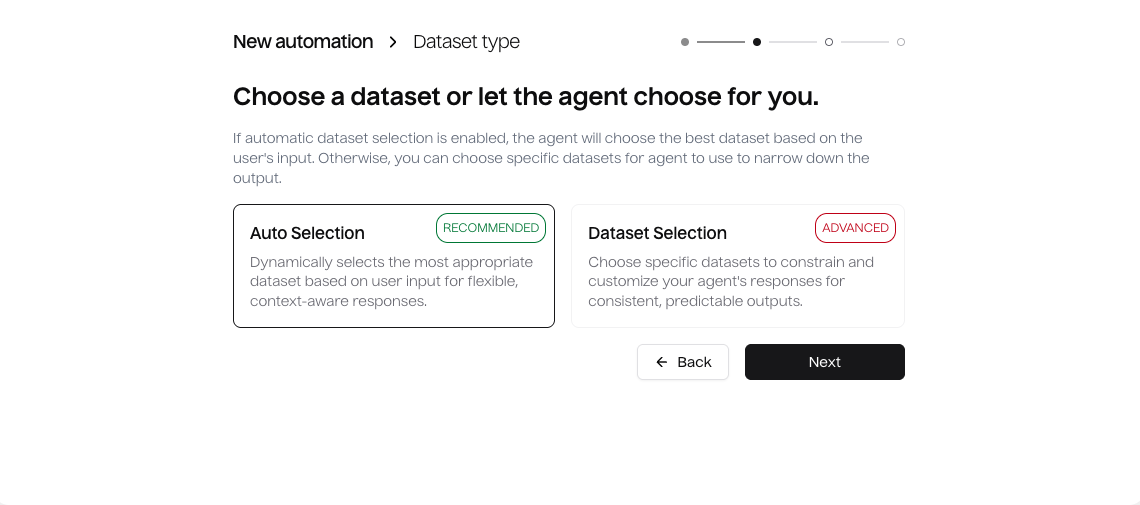 New automation > Dataset type
Choose a dataset or let the agent choose for you.
If automatic dataset selection is enabled, the agent will choose the best dataset based on the
user's input. Otherwise, you can choose specific datasets for agent to use to narrow down the
output.
Auto Selection
RECOMMENDED
Dynamically selects the most appropriate
dataset based on user input for flexible,
context-aware responses.
Dataset Selection
ADVANCED
Choose specific datasets to constrain and
customize your agent's responses for
consistent, predictable outputs.
← Back
Next